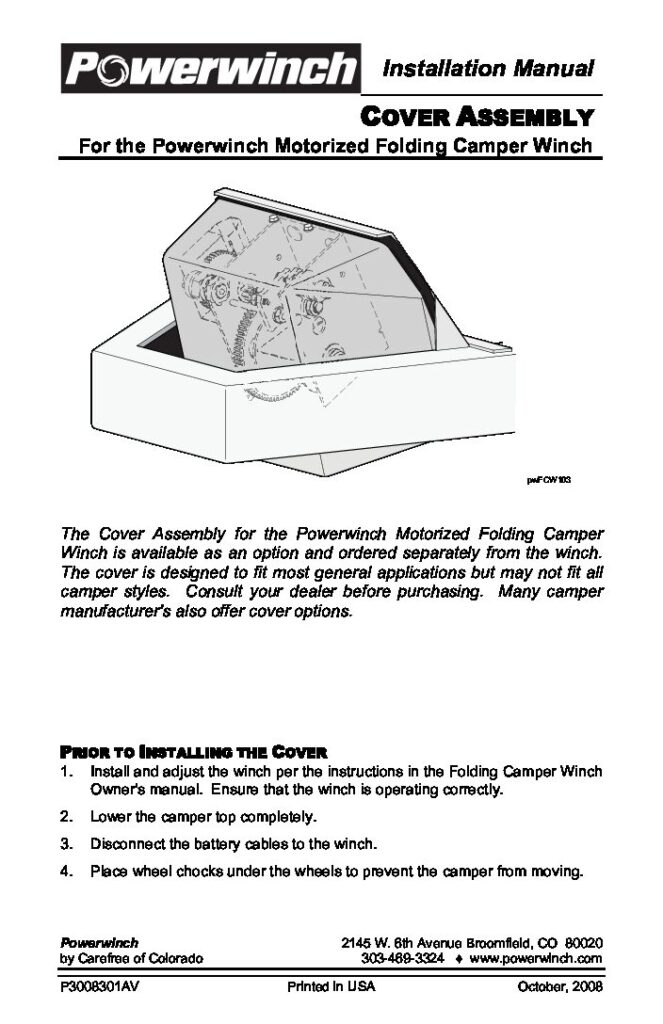 Powerwinch
Installation Manual
COVER ASSEMBLY
For the Powerwinch Motorized Folding Camper Winch
pwFCW103
The Cover Assembly for the Powerwinch Motorized Folding Camper
Winch is available as an option and ordered separately from the winch.
The cover is designed to fit most general applications but may not fit all
camper styles. Consult your dealer before purchasing. Many camper
manufacturer's also offer cover options.
PRIOR TO INSTALLING THE COVER
1. Install and adjust the winch per the instructions in the Folding Camper Winch
Owner's manual. Ensure that the winch is operating correctly.
2. Lower the camper top completely.
3. Disconnect the battery cables to the winch.
4. Place wheel chocks under the wheels to prevent the camper from moving.
Powerwinch 2145 W. 6th Avenue Broomfield, CO 80020
by Carefree of Colorado 303-469-3324 ♦ www.powerwinch.com
P3008301AV Printed in USA October, 2008